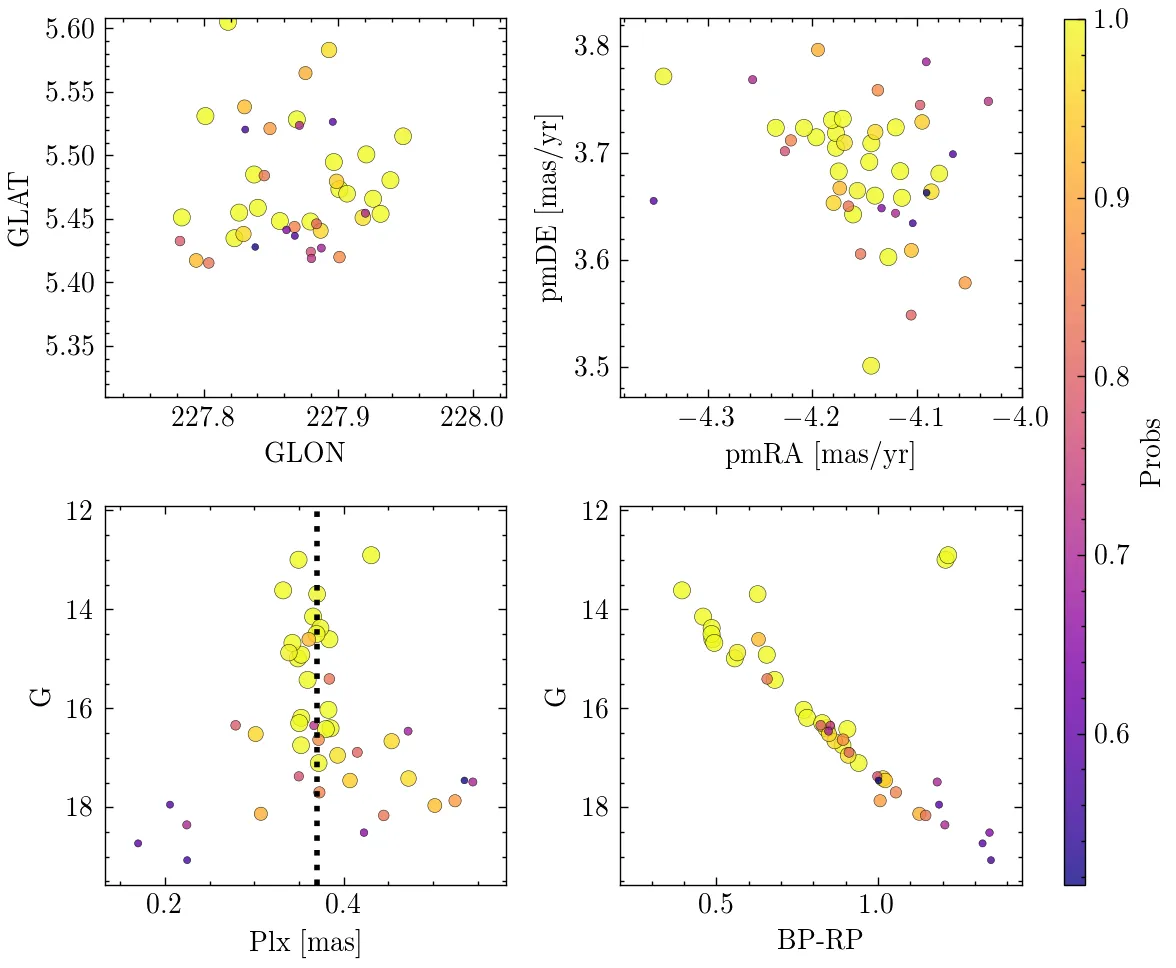 5.60
5.55
5.50
5.45
5.40
5.35
GLAT
227.8 227.9 228.0
GLON
3.8
3.7
3.6
3.5
pmDE [mas/yr]
−4.3 −4.2 −4.1 −4.0
pmRA [mas/yr]
12
14
16
18
G
0.2 0.4
Plx [mas]
12
14
16
18
G
0.5 1.0
BP-RP
1.0
0.9
0.8
0.7
0.6
Probs